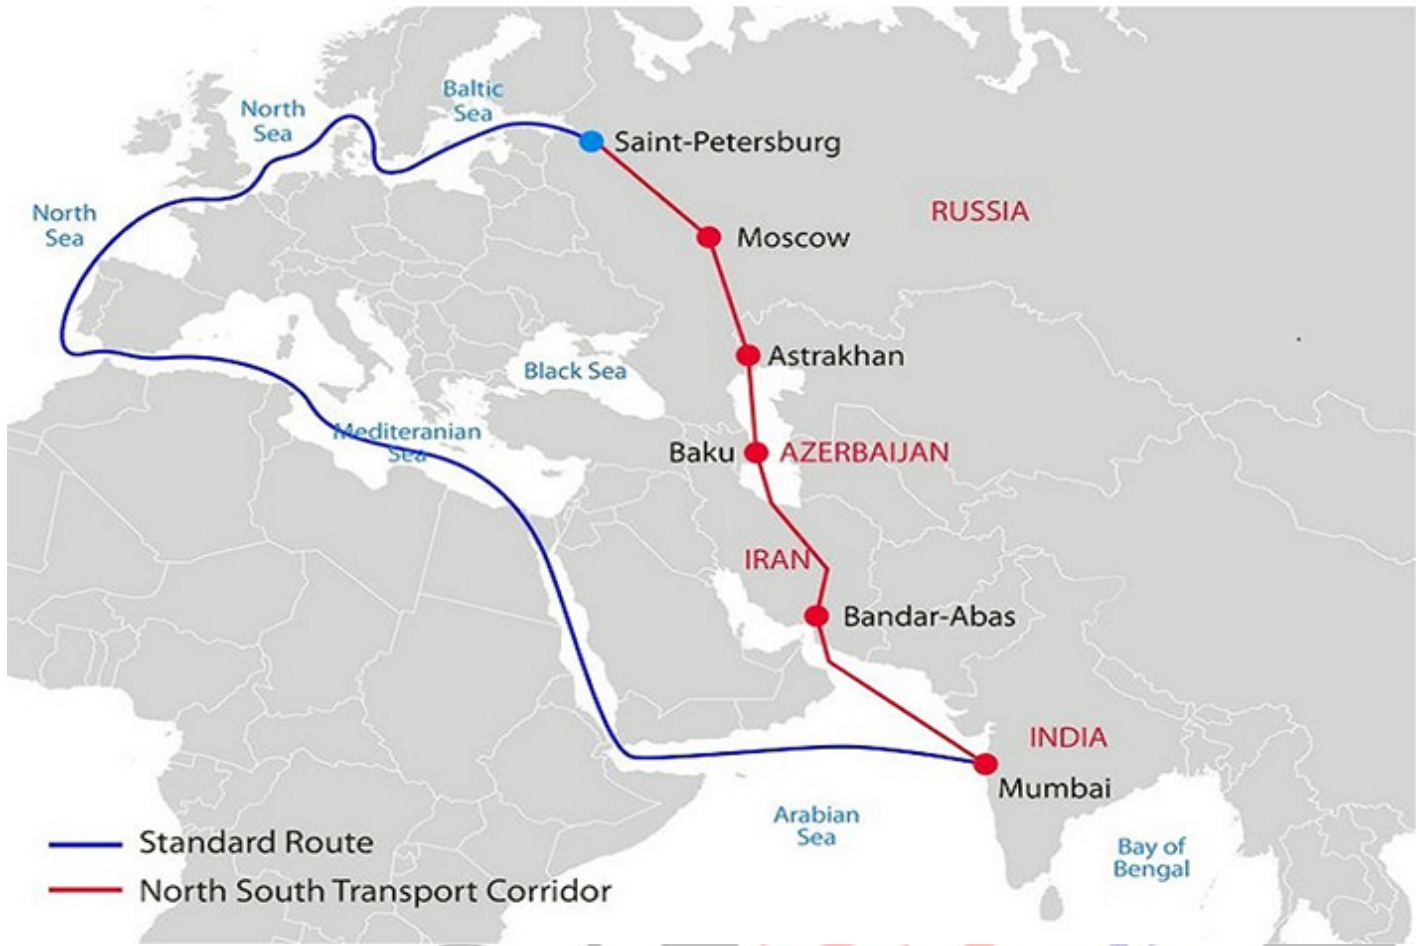 Baltic
Sea
North
Sea
Saint-Petersburg
North
Sea
RUSSIA
Moscow
Astrakhan
Black Sea
Mediteranian
Sea
Baku
AZERBAIJAN
IRAN
Bandar-Abas
INDIA
Mumbai
Arabian
Sea
Bay of
Bengal
Standard Route
North South Transport Corridor